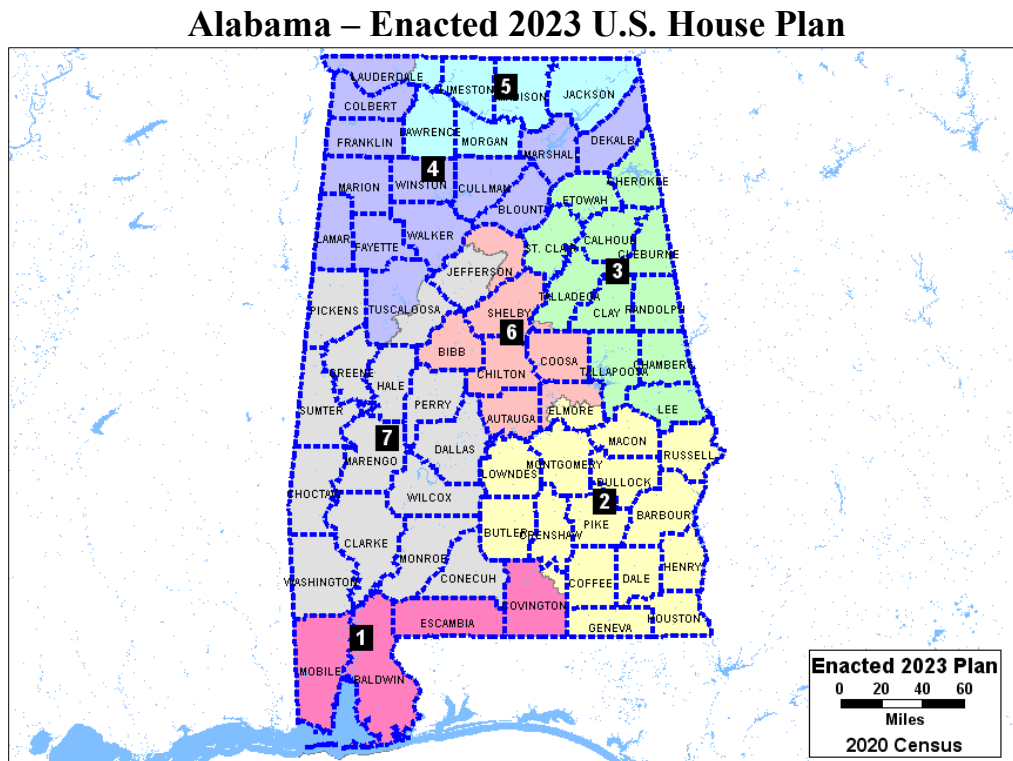 Alabama – Enacted 2023 U.S. House Plan
LAUDERDALE
LIMESTON
5
MADISON
JACKSON
COLBERT
LAWRENCE
MORGAN
FRANKLIN
MARSHAL
DEKALB
4
MARION
WINSTON
CULLMAN
CHEROKEE
BLOUNT
ETOWAH
LAMAR
FAYETTE
WALKER
ST. CLAIR
CALHOUN
CLEBURNE
JEFFERSON
3
TALLADEGA
PICKENS
TUSCALOOSA
SHELBY
CLAY
RANDOLPH
6
BIBB
COOSA
CHAMBERS
GREENE
CHILTON
TALLAPOOSA
HALE
SUMTER
PERRY
AUTAUGA
ELMORE
LEE
7
MACON
DALLAS
RUSSELL
MARENGO
LOWNDES
MONTGOMERY
BULLOCK
CHOCTAW
WILCOX
2
BARBOUR
PIKE
BUTLER
CRENSHAW
CLARKE
MONROE
HENRY
WASHINGTON
CONECUH
COFFEE
DALE
COVINGTON
ESCAMBIA
HOUSTON
GENEVA
1
MOBILE
BALDWIN
Enacted 2023 Plan
0 20 40 60
Miles
2020 Census